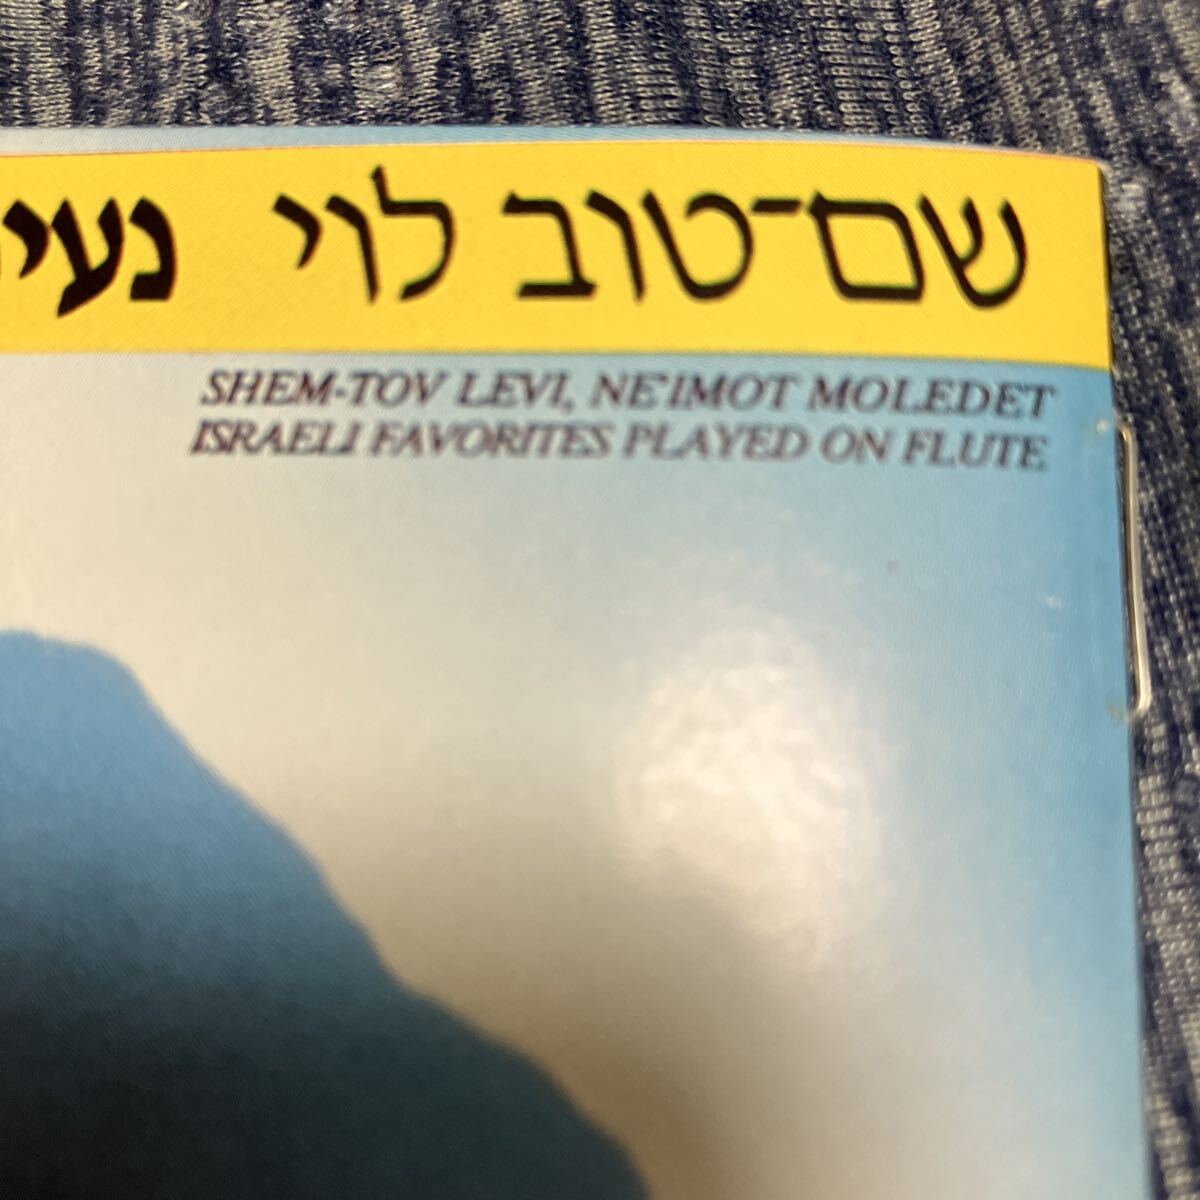 שם-טוב לוי
SHEM-TOV LEVI, NE'IMOT MOLEDET
ISRAELI FAVORITES PLAYED ON FLUTE